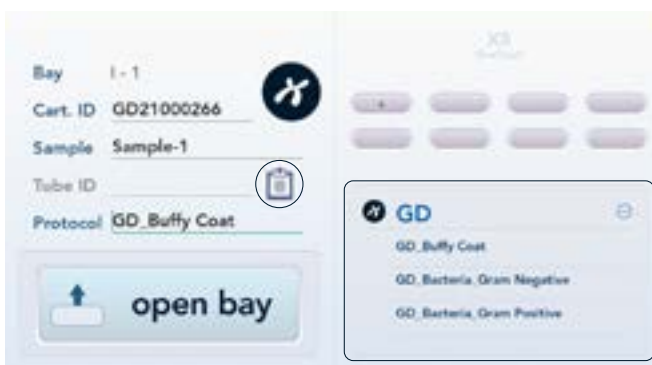 Bay I - 1
Cart. ID GD21000266
Sample Sample-1
Tube ID
Protocol GD_Buffy Coat
open bay
GD
GD_Buffy Coat
GD_Bacteria_Gram Negative
GD_Bacteria_Gram Positive